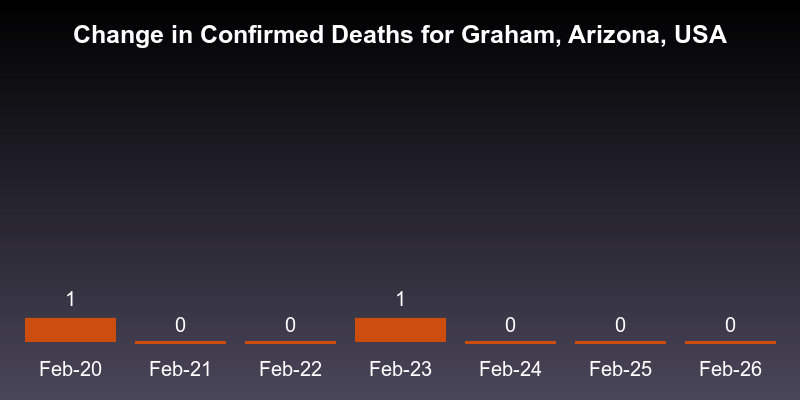 Change in Confirmed Deaths for Graham, Arizona, USA
1 0 0 1 0 0 0
Feb-20 Feb-21 Feb-22 Feb-23 Feb-24 Feb-25 Feb-26